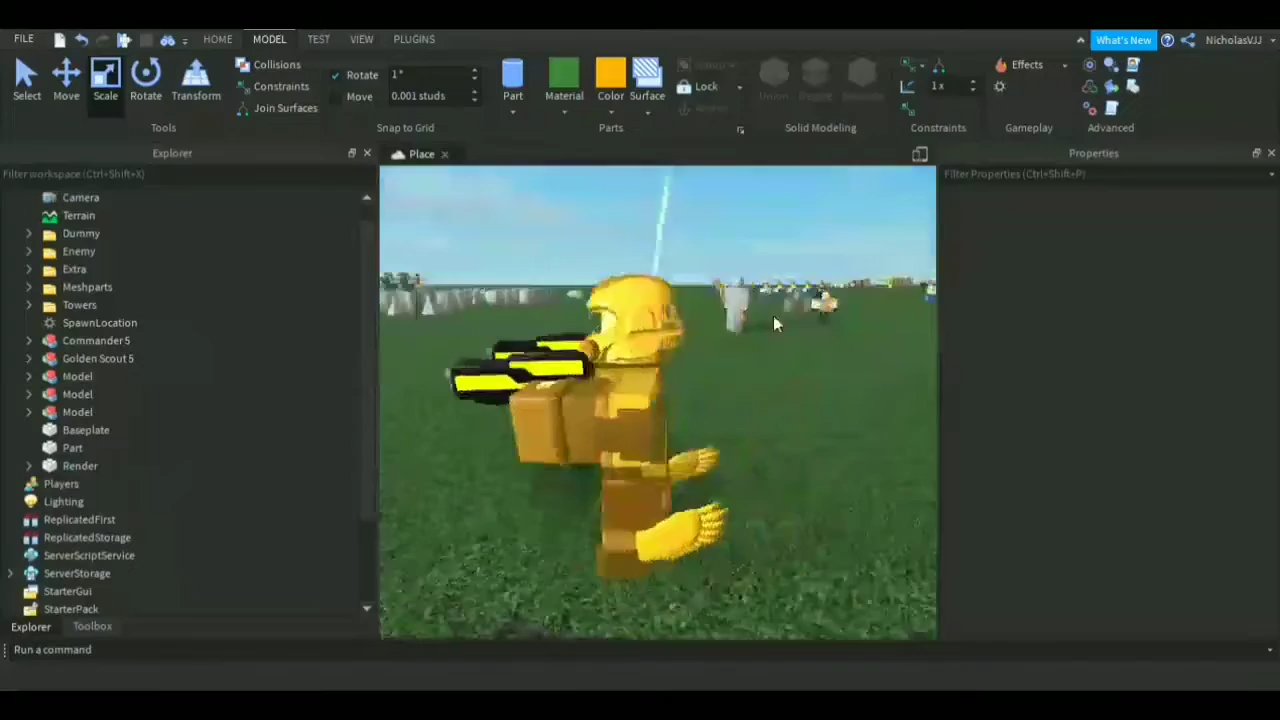 FILE HOME MODEL TEST VIEW PLUGINS What's New NicholasVJJ
Select Move Scale Rotate Transform
Collisions
Constraints
Join Surfaces
Rotate 1°
Move 0.001 studs
Part Material Color Surface
Lock
1 x
Effects
Tools Snap to Grid Parts Solid Modeling Constraints Gameplay Advanced
Explorer
Filter workspace (Ctrl+Shift+X)
Camera
Terrain
Dummy
Enemy
Extra
Meshparts
Towers
SpawnLocation
Commander 5
Golden Scout 5
Model
Model
Model
Baseplate
Part
Render
Players
Lighting
ReplicatedFirst
ReplicatedStorage
ServerScriptService
ServerStorage
StarterGui
StarterPack
Explorer Toolbox
Place
Properties
Filter Properties (Ctrl+Shift+P)
Run a command